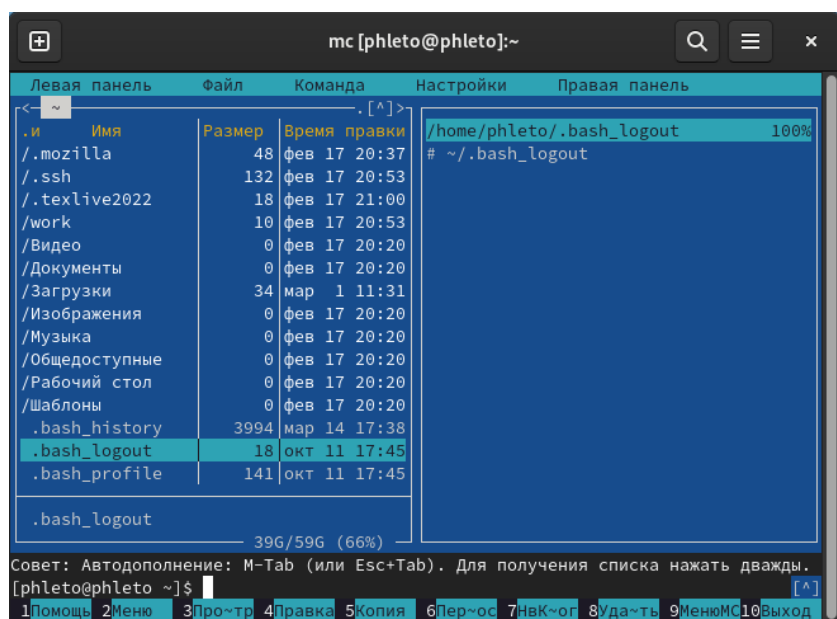 mc [phleto@phleto]:~
Левая панель Файл Команда Настройки Правая панель
<─ ~ .[^]>
.и Имя Размер Время правки
/.mozilla 48 фев 17 20:37
/.ssh 132 фев 17 20:53
/.texlive2022 18 фев 17 21:00
/work 10 фев 17 20:53
/Видео 0 фев 17 20:20
/Документы 0 фев 17 20:20
/Загрузки 34 мар 1 11:31
/Изображения 0 фев 17 20:20
/Музыка 0 фев 17 20:20
/Общедоступные 0 фев 17 20:20
/Рабочий стол 0 фев 17 20:20
/Шаблоны 0 фев 17 20:20
.bash_history 3994 мар 14 17:38
.bash_logout 18 окт 11 17:45
.bash_profile 141 окт 11 17:45
.bash_logout
39G/59G (66%)
/home/phleto/.bash_logout 100%
# ~/.bash_logout
Совет: Автодополнение: M-Tab (или Esc+Tab). Для получения списка нажать дважды.
[phleto@phleto ~]$ [^]
1Помощь 2Меню 3Про~тр 4Правка 5Копия 6Пер~ос 7НвК~ог 8Уда~ть 9МенюMC 10Выход